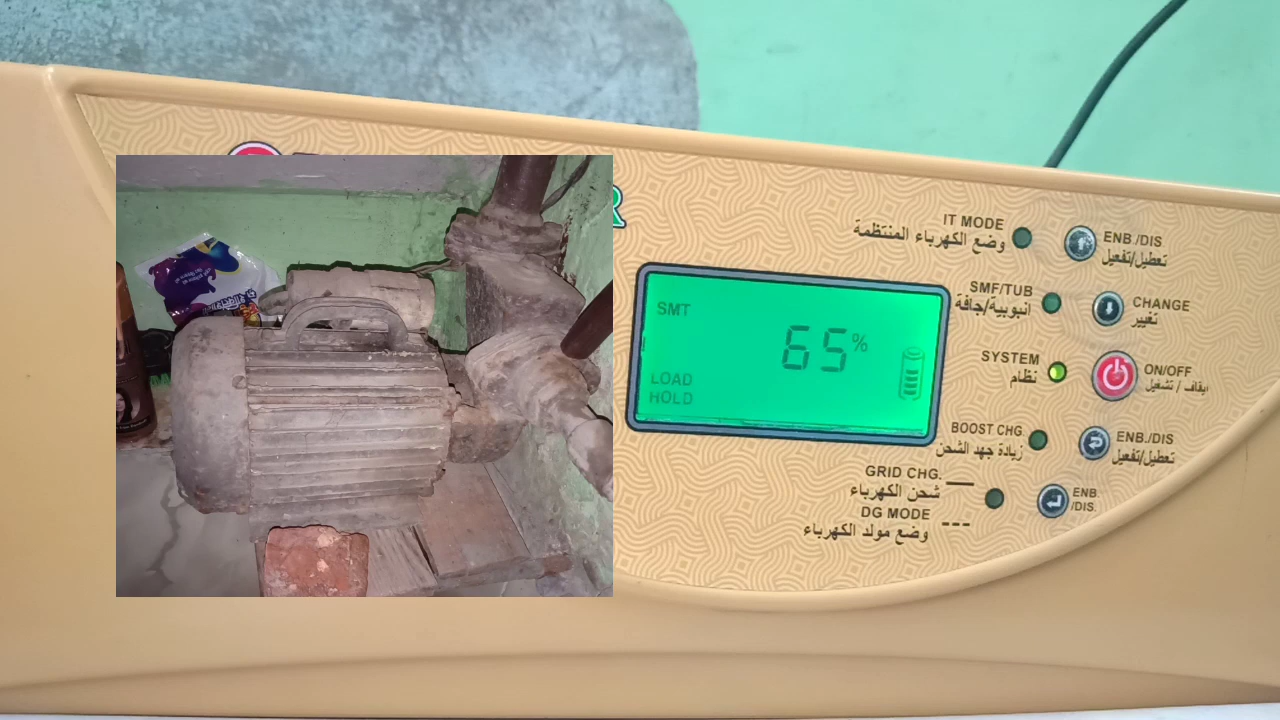 IT MODE
وضع الكهرباء المنتظمة
ENB./DIS.
تعطيل/تفعيل
SMF/TUB
انبوبية/جافة
CHANGE
تغيير
SMT
65%
LOAD
HOLD
SYSTEM
نظام
ON/OFF
ايقاف / تشغيل
BOOST CHG.
زيادة جهد الشحن
ENB./DIS
تعطيل/تفعيل
GRID CHG.
شحن الكهرباء
ENB.
/DIS.
DG MODE
وضع مولد الكهرباء